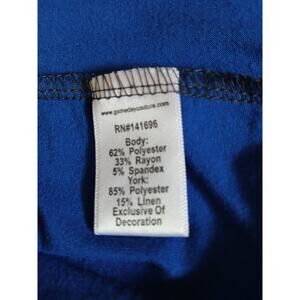 www.gamedaycouture.com
RN#141696
Body:
62% Polyester
33% Rayon
5% Spandex
York:
85% Polyester
15% Linen
Exclusive Of
Decoration